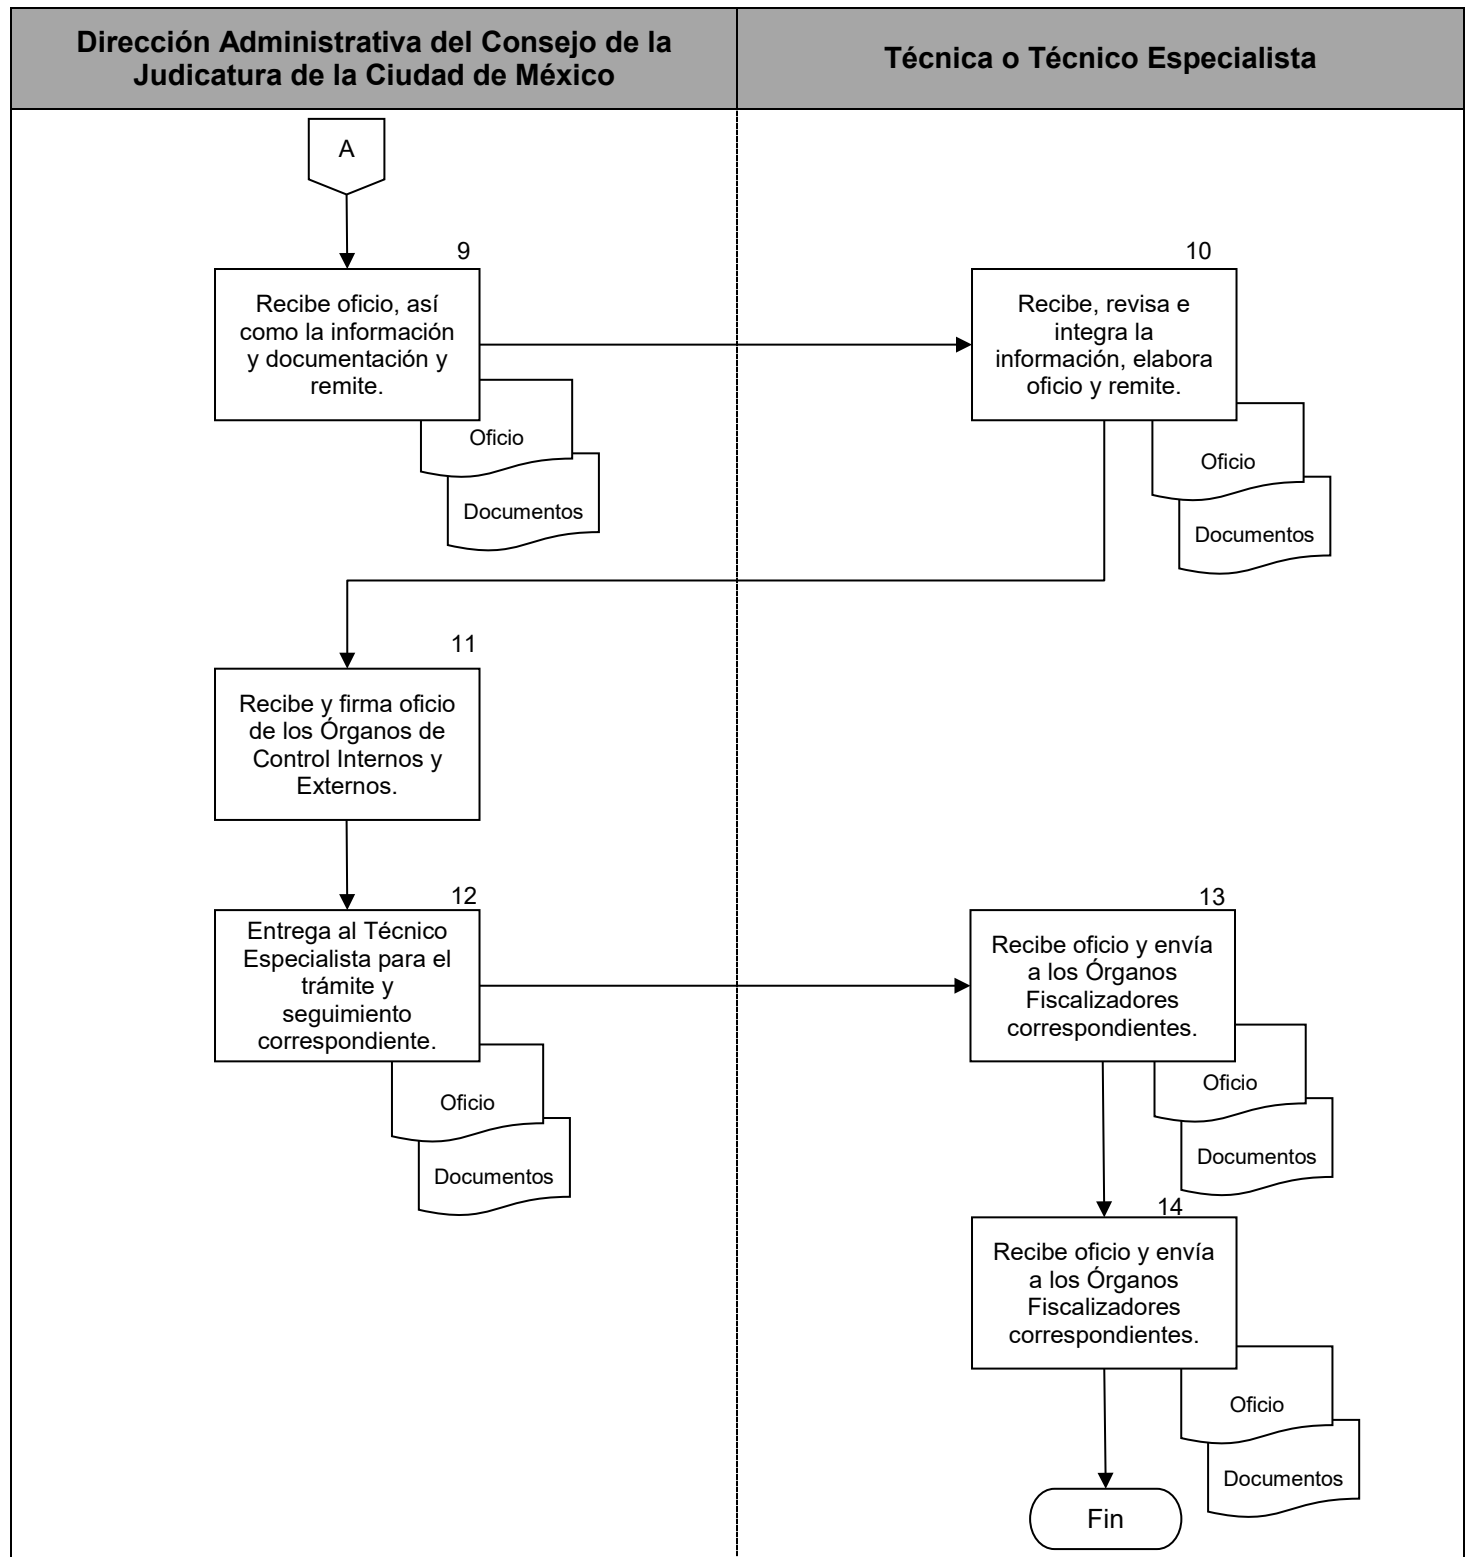 Dirección Administrativa del Consejo de la
Judicatura de la Ciudad de México
Técnica o Técnico Especialista
A
9
Recibe oficio, así
como la información
y documentación y
remite.
Oficio
Documentos
10
Recibe, revisa e
integra la
información, elabora
oficio y remite.
Oficio
Documentos
11
Recibe y firma oficio
de los Órganos de
Control Internos y
Externos.
12
Entrega al Técnico
Especialista para el
trámite y
seguimiento
correspondiente.
Oficio
Documentos
13
Recibe oficio y envía
a los Órganos
Fiscalizadores
correspondientes.
Oficio
Documentos
14
Recibe oficio y envía
a los Órganos
Fiscalizadores
correspondientes.
Oficio
Documentos
Fin